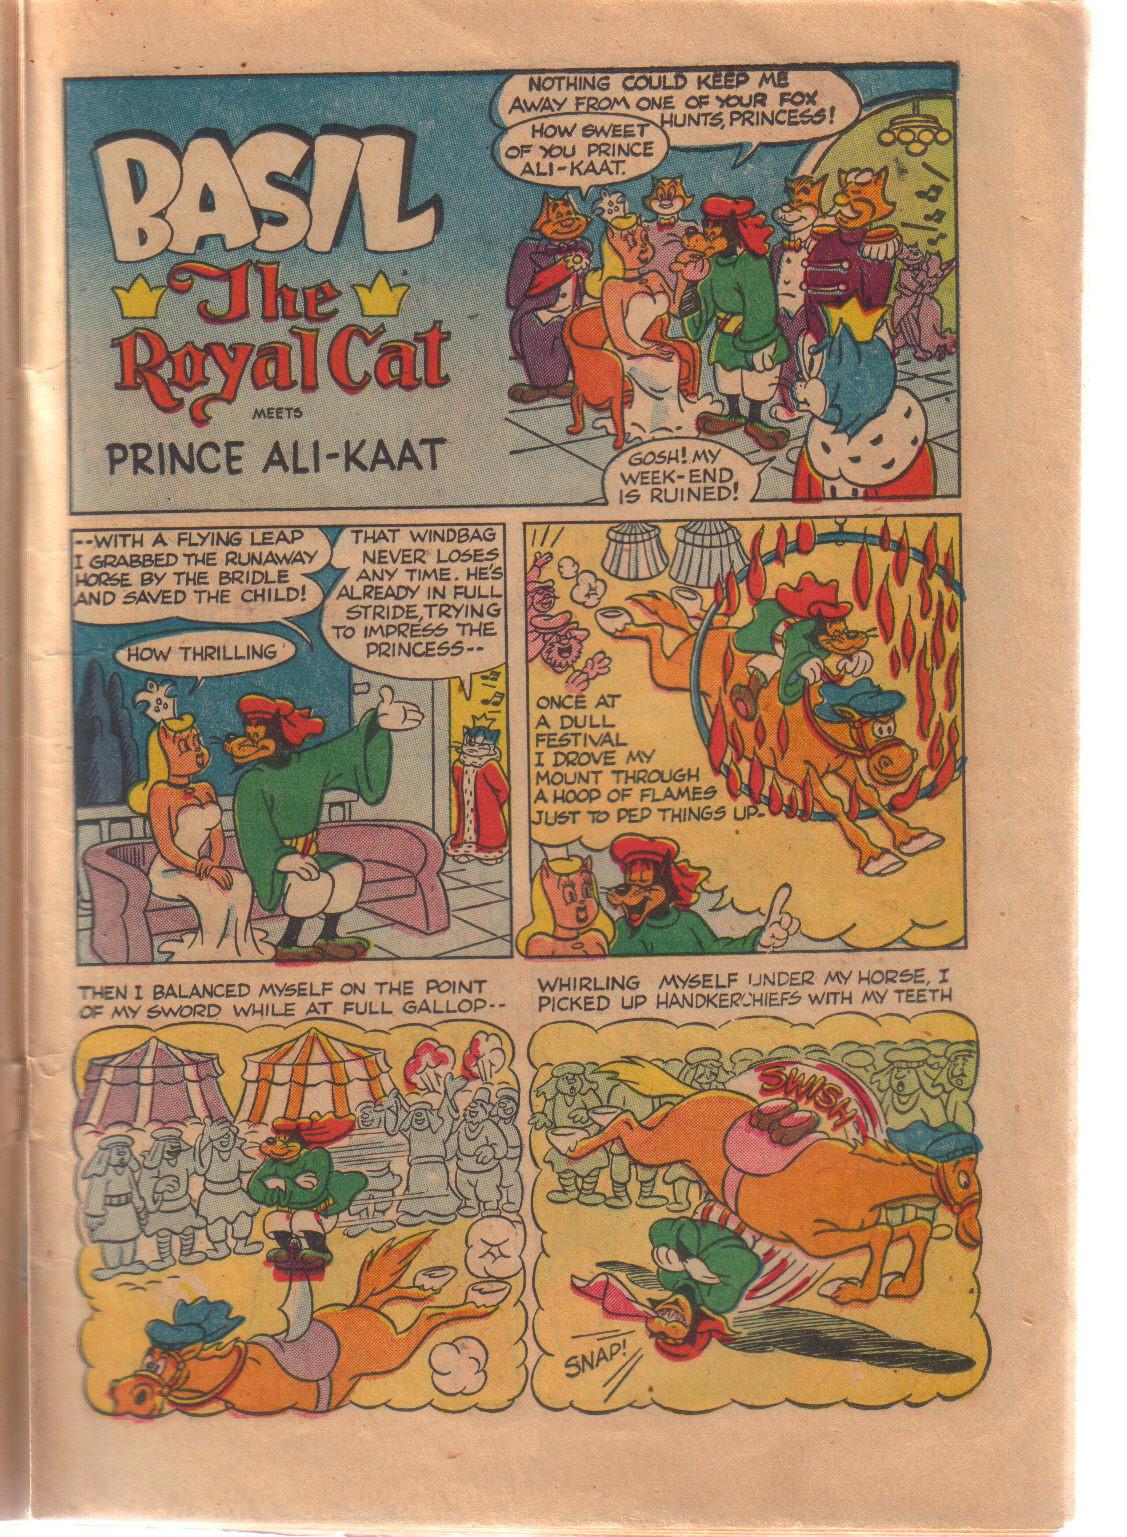 BASIL
The
Royal Cat
MEETS
PRINCE ALI-KAAT
NOTHING COULD KEEP ME
AWAY FROM ONE OF YOUR FOX
HUNTS, PRINCESS!
HOW SWEET
OF YOU PRINCE
ALI-KAAT.
GOSH! MY
WEEK-END
IS RUINED!
--WITH A FLYING LEAP
I GRABBED THE RUNAWAY
HORSE BY THE BRIDLE
AND SAVED THE CHILD!
HOW THRILLING
THAT WINDBAG
NEVER LOSES
ANY TIME. HE'S
ALREADY IN FULL
STRIDE, TRYING
TO IMPRESS THE
PRINCESS--
ONCE AT
A DULL
FESTIVAL
I DROVE MY
MOUNT THROUGH
A HOOP OF FLAMES
JUST TO PEP THINGS UP-
THEN I BALANCED MYSELF ON THE POINT
OF MY SWORD WHILE AT FULL GALLOP--
WHIRLING MYSELF UNDER MY HORSE, I
PICKED UP HANDKERCHIEFS WITH MY TEETH
SWISH
SNAP!